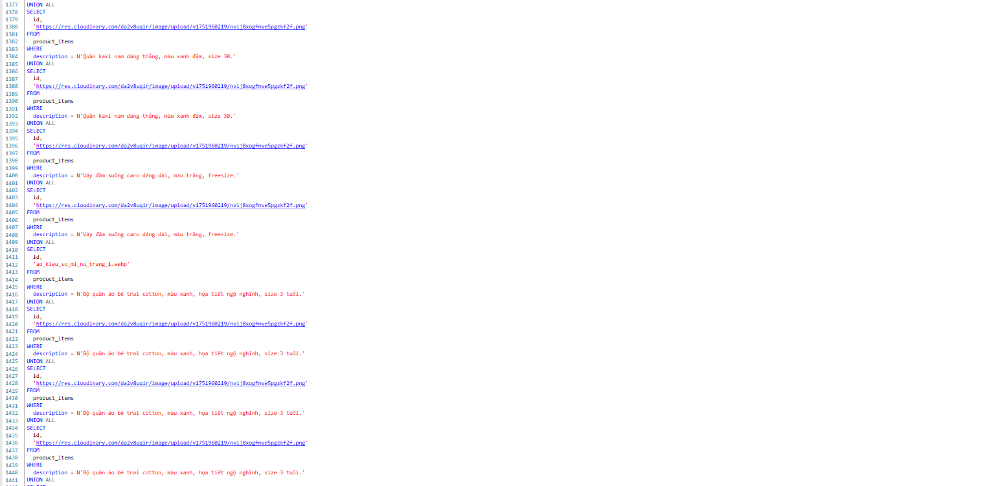 1377 UNION ALL
1378 SELECT
1379 id,
1380 'https://res.cloudinary.com/da2v8uqir/image/upload/v1751960219/nvij8xogfmve5pgzkf2f.png'
1381 FROM
1382 product_items
1383 WHERE
1384 description = N'Quần kaki nam dáng thẳng, màu xanh đậm, size 30.'
1385 UNION ALL
1386 SELECT
1387 id,
1388 'https://res.cloudinary.com/da2v8uqir/image/upload/v1751960219/nvij8xogfmve5pgzkf2f.png'
1389 FROM
1390 product_items
1391 WHERE
1392 description = N'Quần kaki nam dáng thẳng, màu xanh đậm, size 30.'
1393 UNION ALL
1394 SELECT
1395 id,
1396 'https://res.cloudinary.com/da2v8uqir/image/upload/v1751960219/nvij8xogfmve5pgzkf2f.png'
1397 FROM
1398 product_items
1399 WHERE
1400 description = N'Váy đầm suông caro dáng dài, màu trắng, freesize.'
1401 UNION ALL
1402 SELECT
1403 id,
1404 'https://res.cloudinary.com/da2v8uqir/image/upload/v1751960219/nvij8xogfmve5pgzkf2f.png'
1405 FROM
1406 product_items
1407 WHERE
1408 description = N'Váy đầm suông caro dáng dài, màu trắng, freesize.'
1409 UNION ALL
1410 SELECT
1411 id,
1412 'ao_kieu_so_mi_nu_trang_1.webp'
1413 FROM
1414 product_items
1415 WHERE
1416 description = N'Bộ quần áo bé trai cotton, màu xanh, họa tiết ngộ nghĩnh, size 3 tuổi.'
1417 UNION ALL
1418 SELECT
1419 id,
1420 'https://res.cloudinary.com/da2v8uqir/image/upload/v1751960219/nvij8xogfmve5pgzkf2f.png'
1421 FROM
1422 product_items
1423 WHERE
1424 description = N'Bộ quần áo bé trai cotton, màu xanh, họa tiết ngộ nghĩnh, size 3 tuổi.'
1425 UNION ALL
1426 SELECT
1427 id,
1428 'https://res.cloudinary.com/da2v8uqir/image/upload/v1751960219/nvij8xogfmve5pgzkf2f.png'
1429 FROM
1430 product_items
1431 WHERE
1432 description = N'Bộ quần áo bé trai cotton, màu xanh, họa tiết ngộ nghĩnh, size 3 tuổi.'
1433 UNION ALL
1434 SELECT
1435 id,
1436 'https://res.cloudinary.com/da2v8uqir/image/upload/v1751960219/nvij8xogfmve5pgzkf2f.png'
1437 FROM
1438 product_items
1439 WHERE
1440 description = N'Bộ quần áo bé trai cotton, màu xanh, họa tiết ngộ nghĩnh, size 3 tuổi.'
1441 UNION ALL